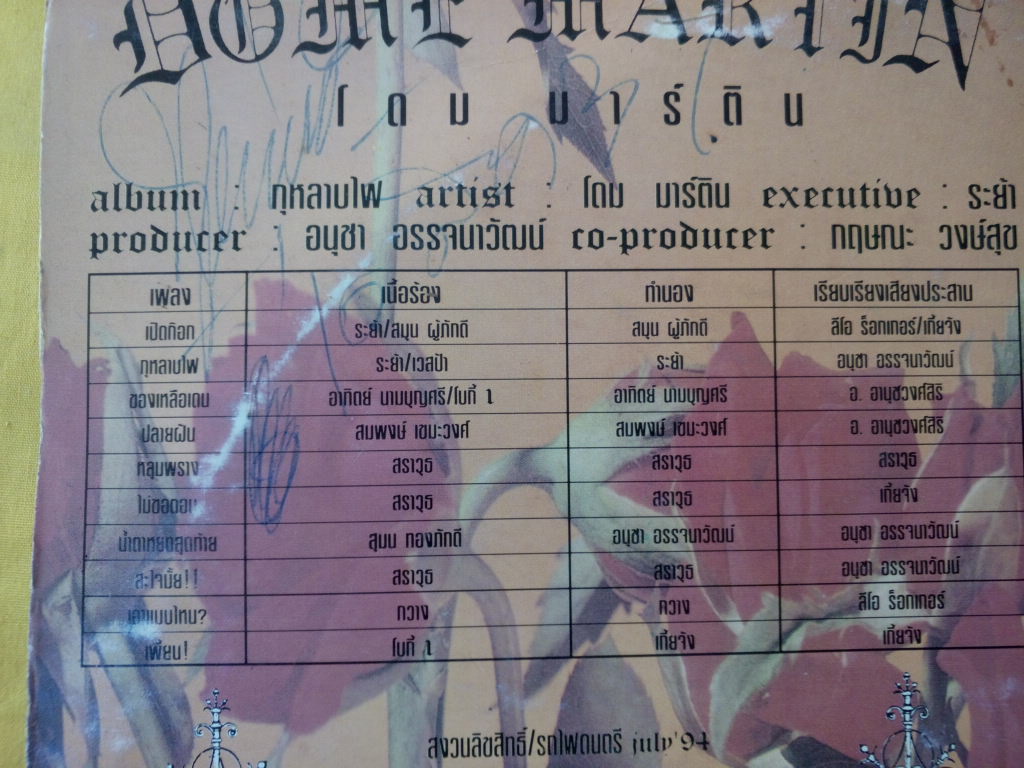 DOME MARTIN
โดม มาร์ติน
album : กุหลาบไฟ artist : โดม มาร์ติน executive : ระย้า
producer : อนุชา อรรจนาวัฒน์ co-producer : กฤษณะ วงษ์สุข
เพลง เนื้อร้อง ทำนอง เรียบเรียงเสียงประสาน
เปิดก๊อก ระย้า/สมุน ผู้ภักดี สมุน ผู้ภักดี ลีโอ ร็อกเกอร์/เกี้ยจัง
กุหลาบไฟ ระย้า/เวสป้า ระย้า อนุชา อรรจนาวัฒน์
ของเหลือเดน อาทิตย์ นามบุญศรี/โบกี้ 1 อาทิตย์ นามบุญศรี อ. อานุชวงศ์สิริ
ปลายฝัน สมพงษ์ เชมะวงศ์ สมพงษ์ เชมะวงศ์ อ. อานุชวงศ์สิริ
หลุมพราง สราวุธ สราวุธ สราวุธ
ไม่ขอตอบ สราวุธ สราวุธ เกี้ยจัง
น้ำตาหยดสุดท้าย สุมน ทองภักดี อนุชา อรรจนาวัฒน์ อนุชา อรรจนาวัฒน์
สะใจมั้ย!! สราวุธ สราวุธ อนุชา อรรจนาวัฒน์
เอาแบบไหน? กวาง กวาง ลีโอ ร็อกเกอร์
เพี้ยน! โบกี้ 1 เกี้ยจัง เกี้ยจัง
สงวนลิขสิทธิ์/รถไฟดนตรี july'94